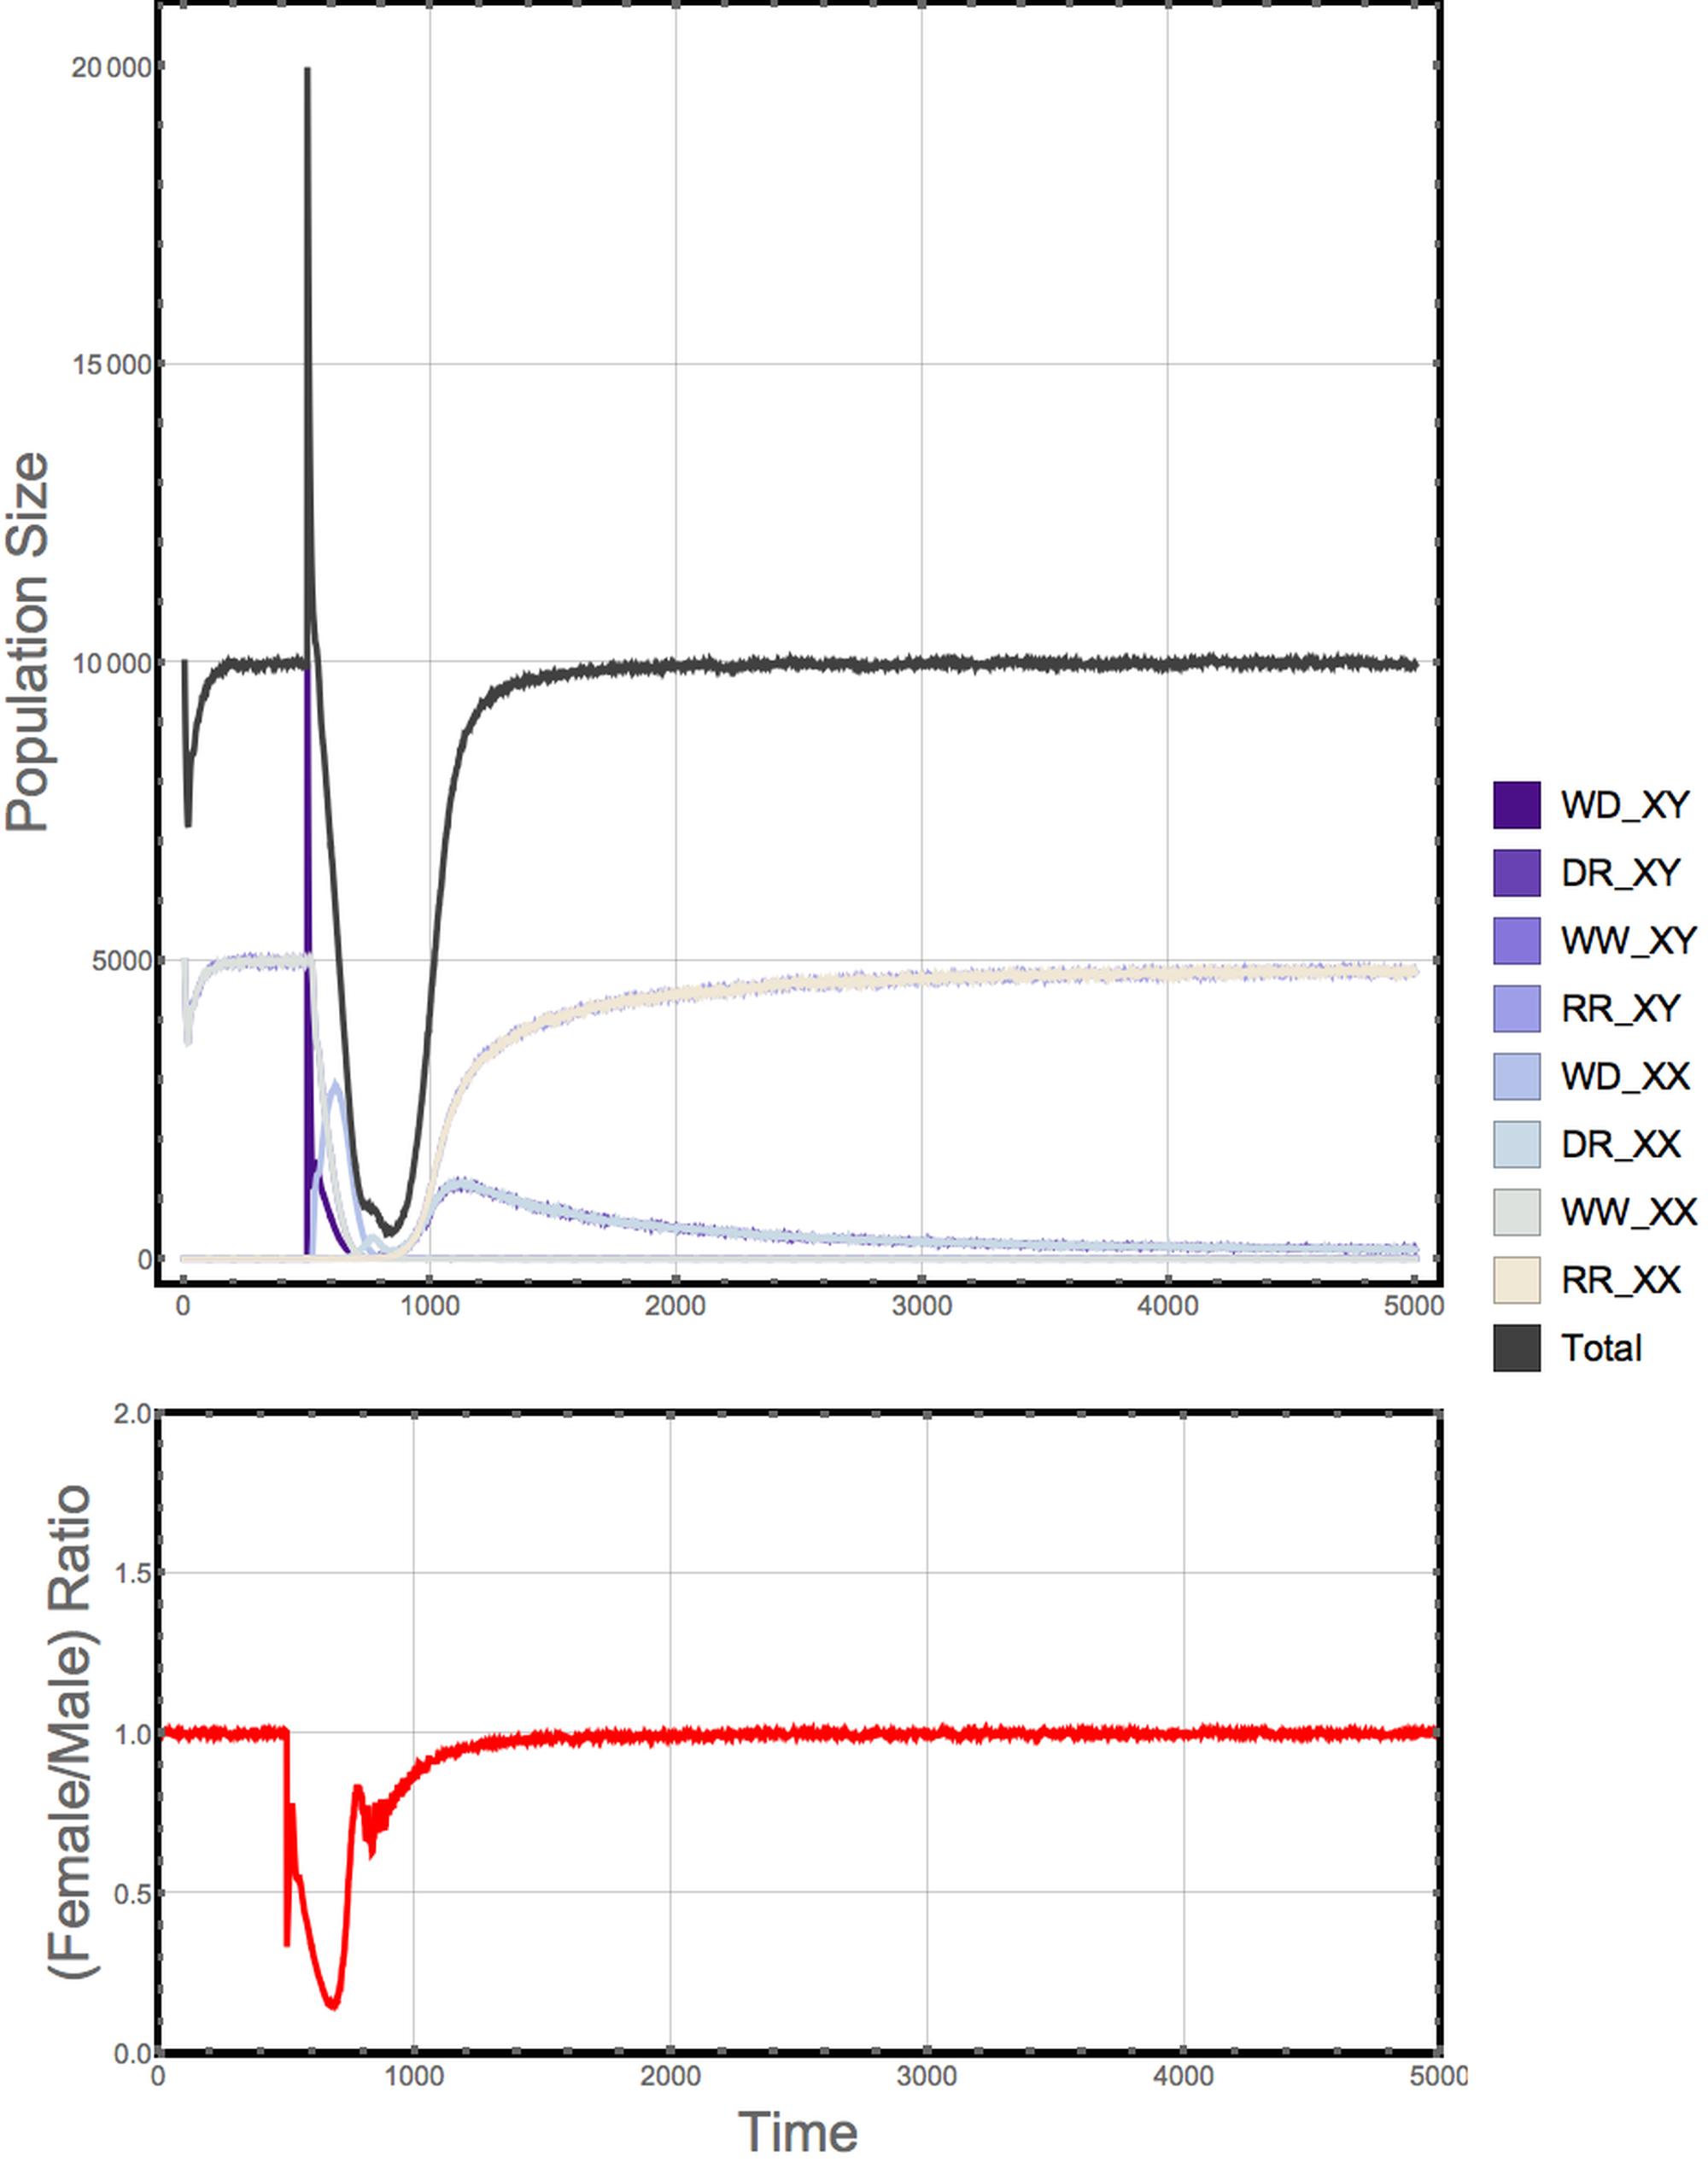 Population Size
20 000
15 000
10 000
5000
0
0 1000 2000 3000 4000 5000
WD_XY
DR_XY
WW_XY
RR_XY
WD_XX
DR_XX
WW_XX
RR_XX
Total
(Female/Male) Ratio
2.0
1.5
1.0
0.5
0.0
0 1000 2000 3000 4000 5000
Time